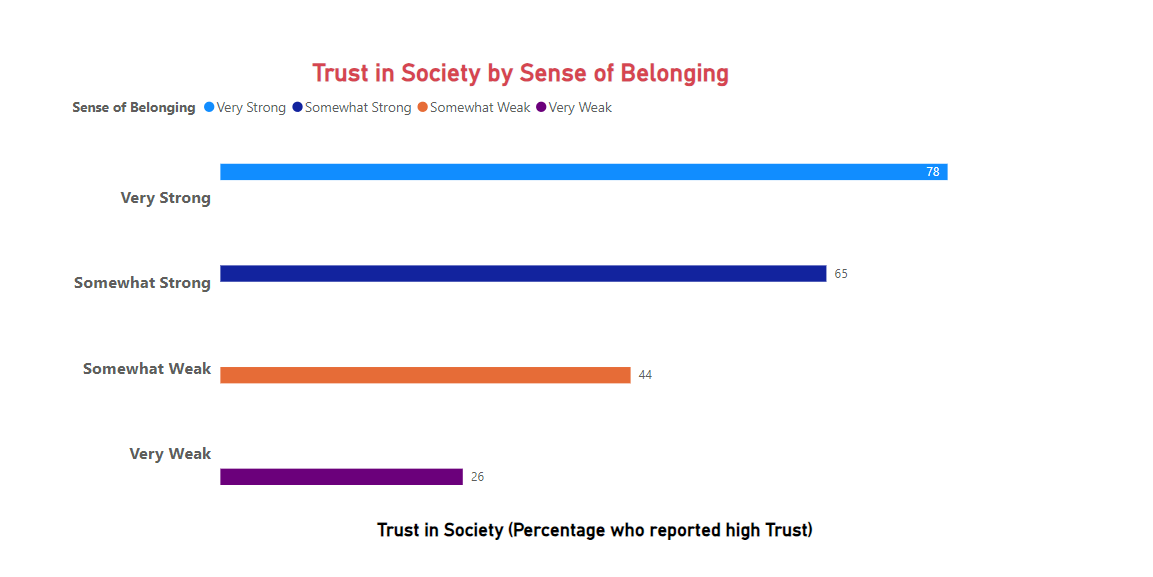 Trust in Society by Sense of Belonging
Sense of Belonging Very Strong Somewhat Strong Somewhat Weak Very Weak
78
Very Strong
65
Somewhat Strong
Somewhat Weak
44
Very Weak
26
Trust in Society (Percentage who reported high Trust)